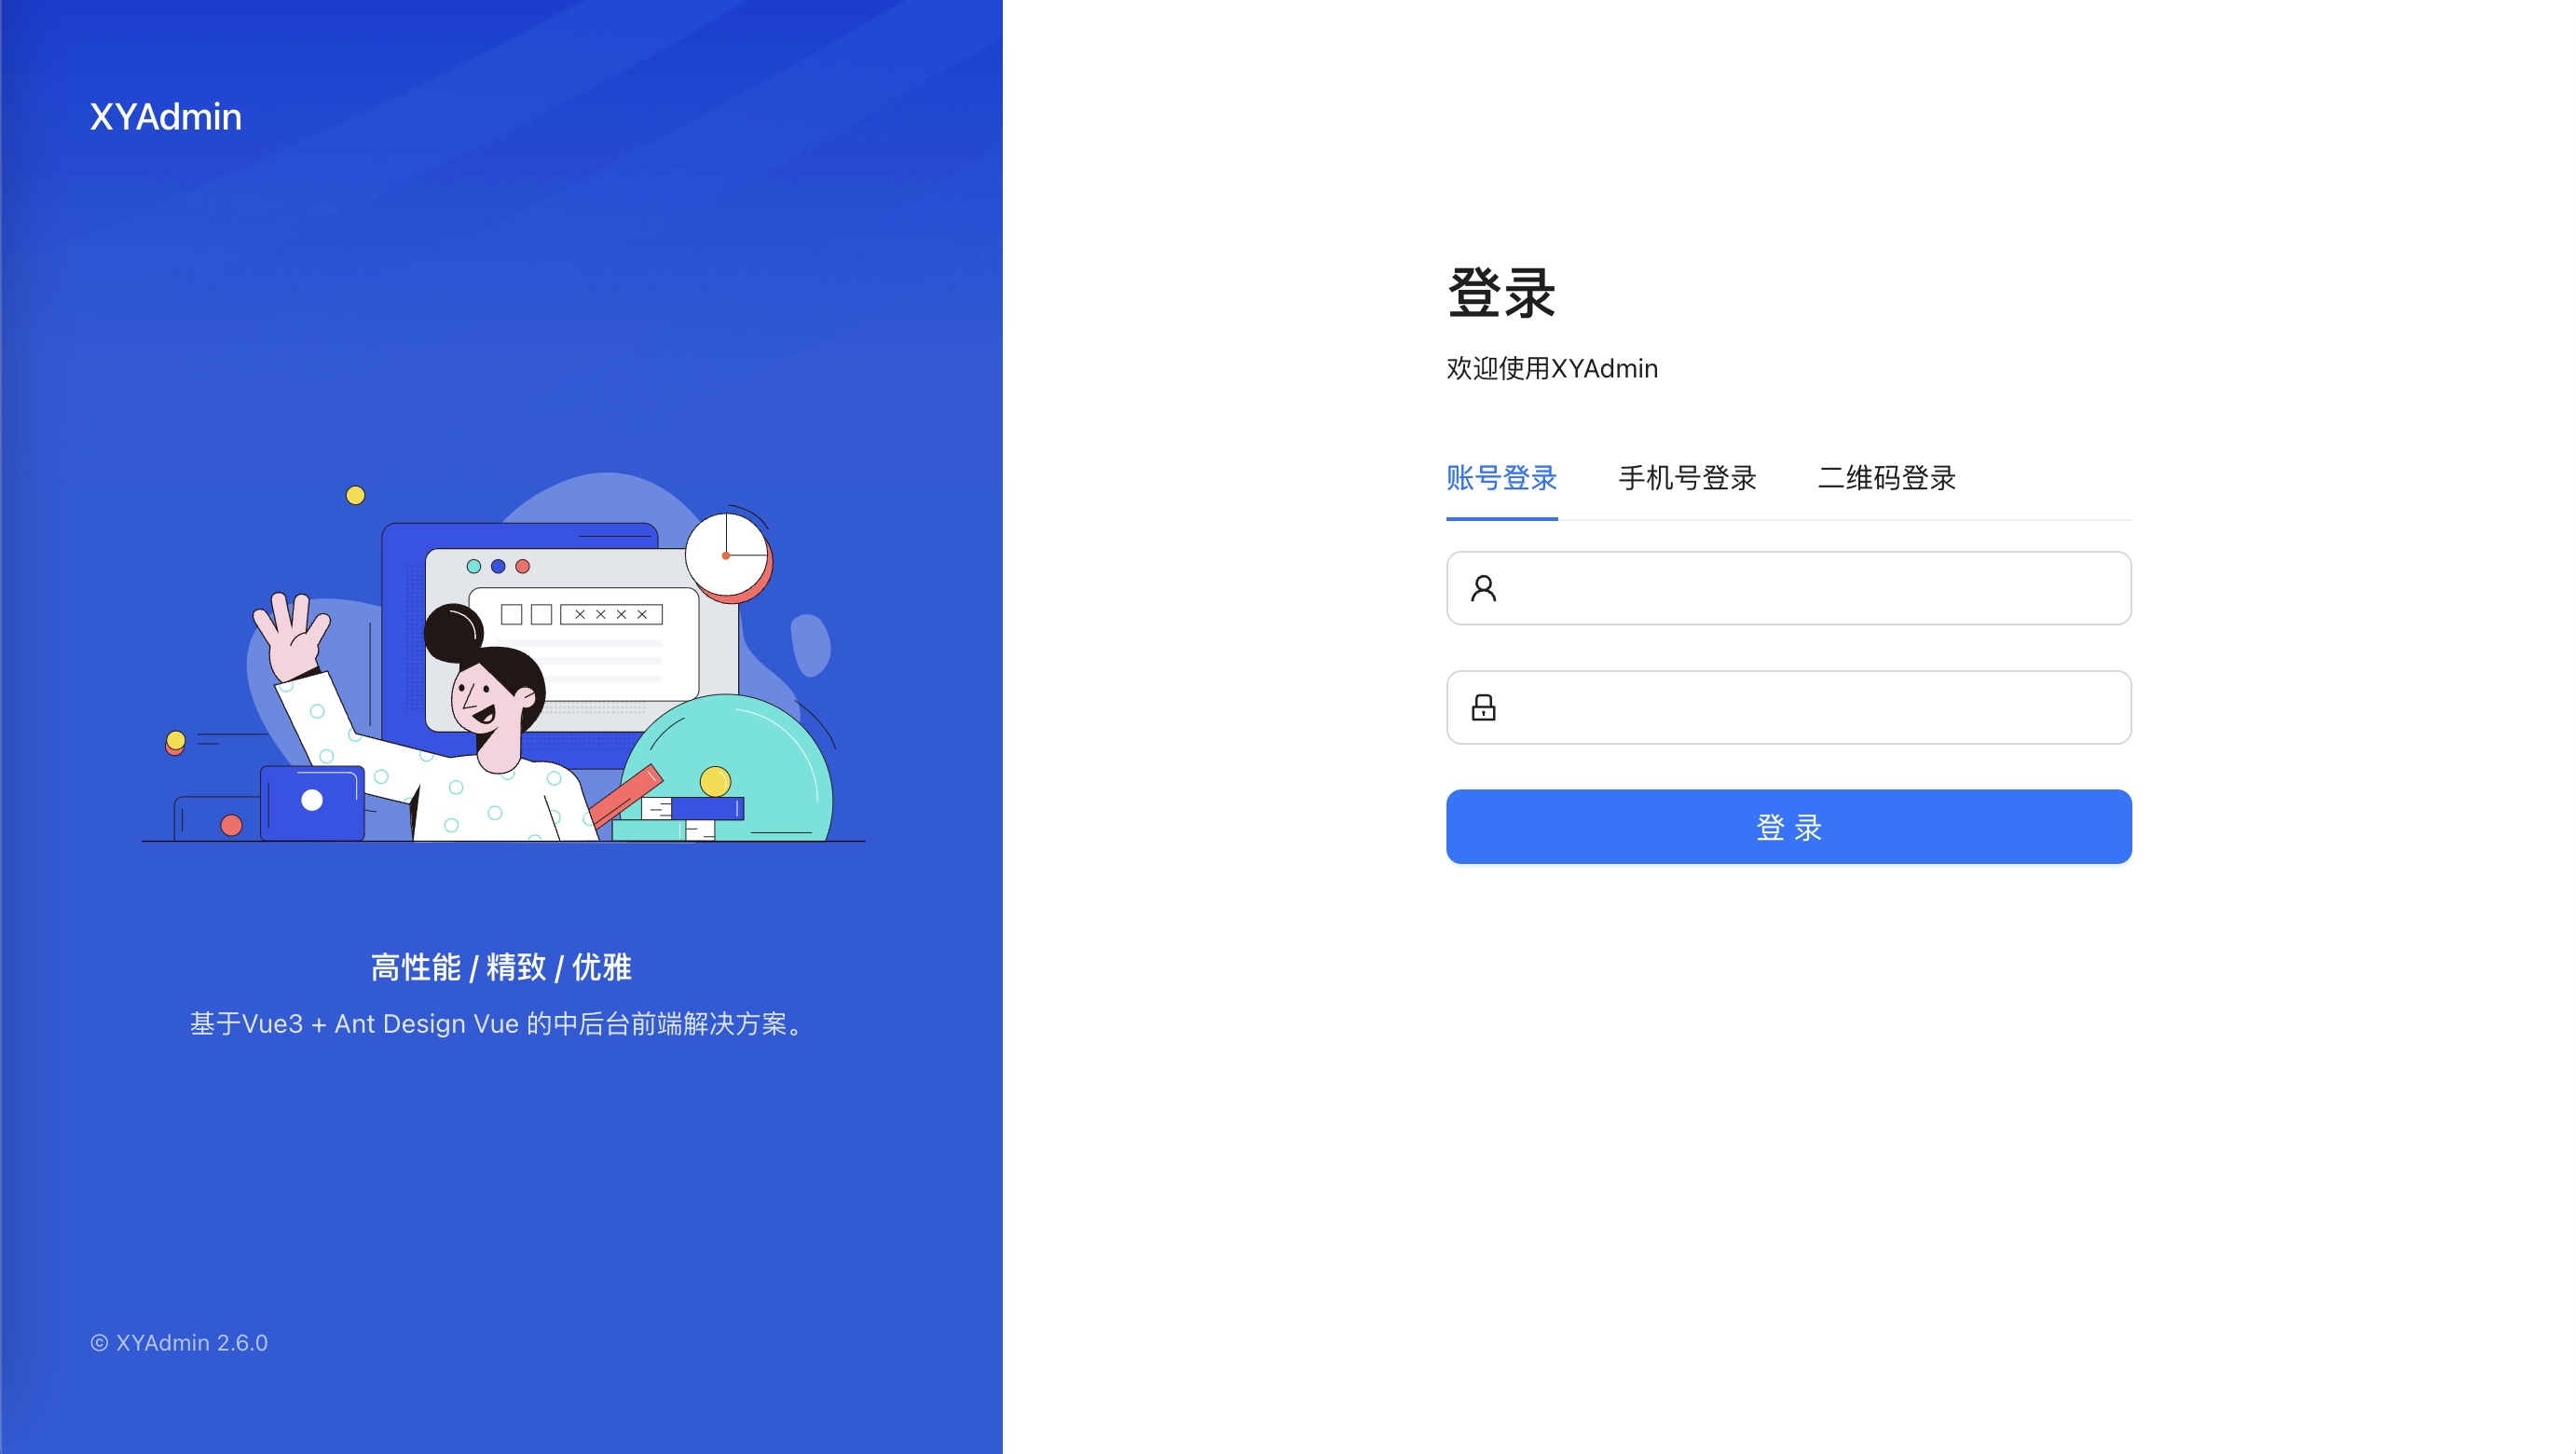 XYAdmin
高性能 / 精致 / 优雅
基于Vue3 + Ant Design Vue 的中后台前端解决方案。
© XYAdmin 2.6.0
登录
欢迎使用XYAdmin
账号登录 手机号登录 二维码登录
登 录